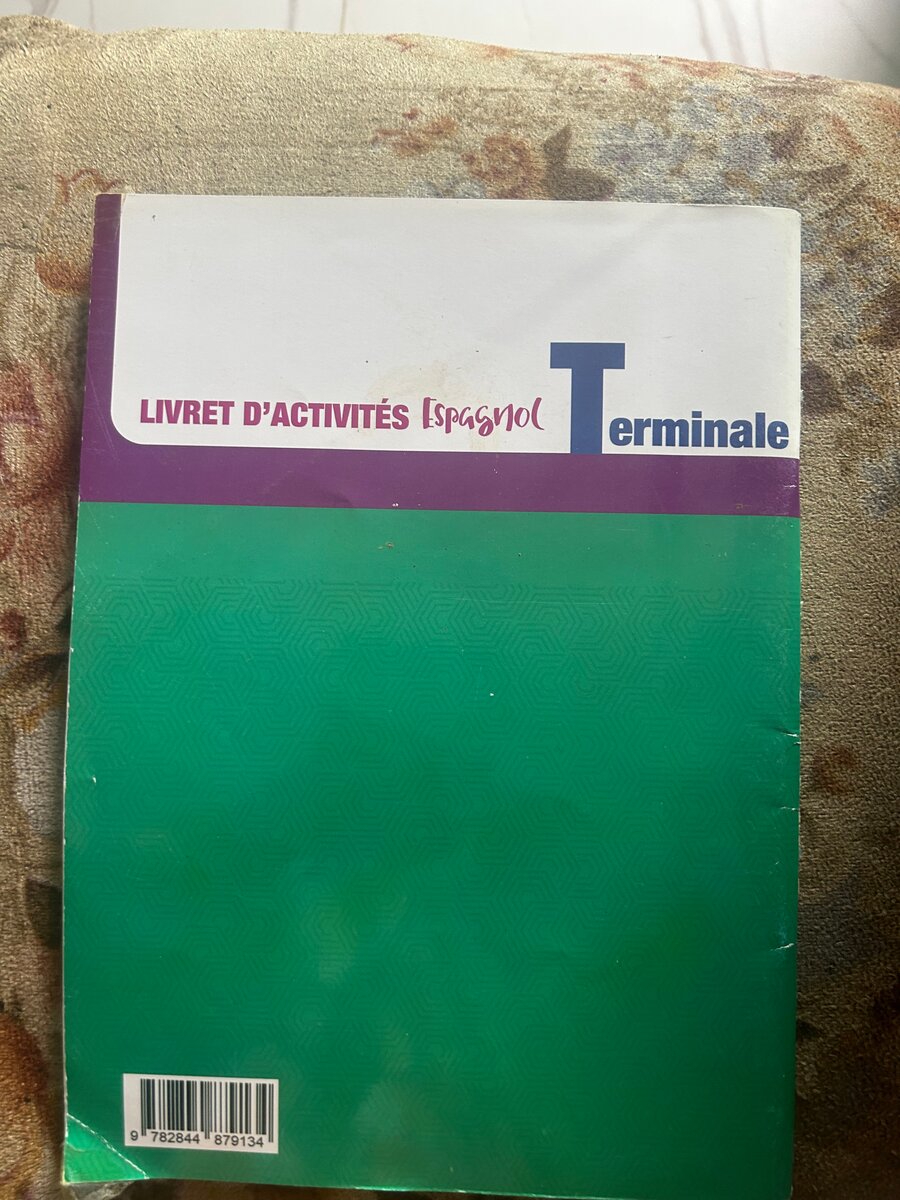 LIVRET D'ACTIVITÉS Espagnol Terminale
9 782844 879134